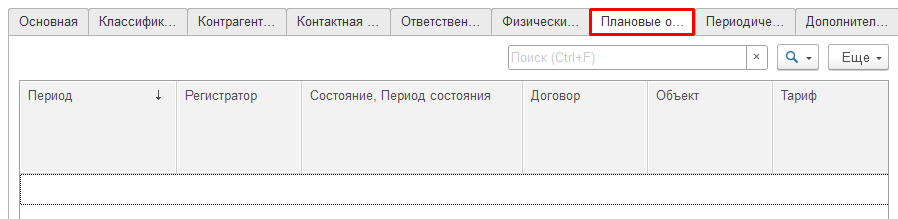 Основная Классифик... Контрагент... Контактная ... Ответствен... Физически... Плановые о... Периодиче... Дополнител...
Поиск (Ctrl+F) × Еще
Период ↓ Регистратор Состояние, Период состояния Договор Объект Тариф